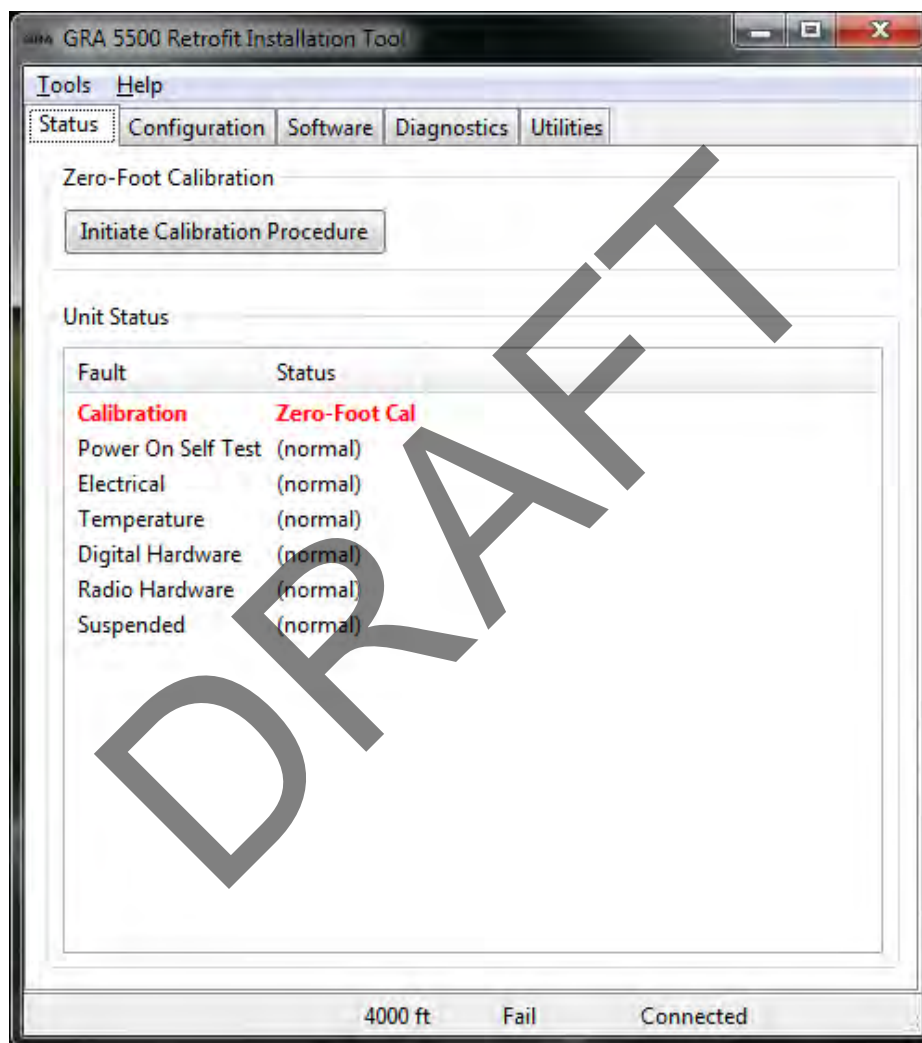 GRA 5500 Retrofit Installation Tool
Tools Help
Status Configuration Software Diagnostics Utilities
Zero-Foot Calibration
Initiate Calibration Procedure
Unit Status
Fault Status
Calibration Zero-Foot Cal
Power On Self Test (normal)
Electrical (normal)
Temperature (normal)
Digital Hardware (normal)
Radio Hardware (normal)
Suspended (normal)
DRAFT
4000 ft Fail Connected